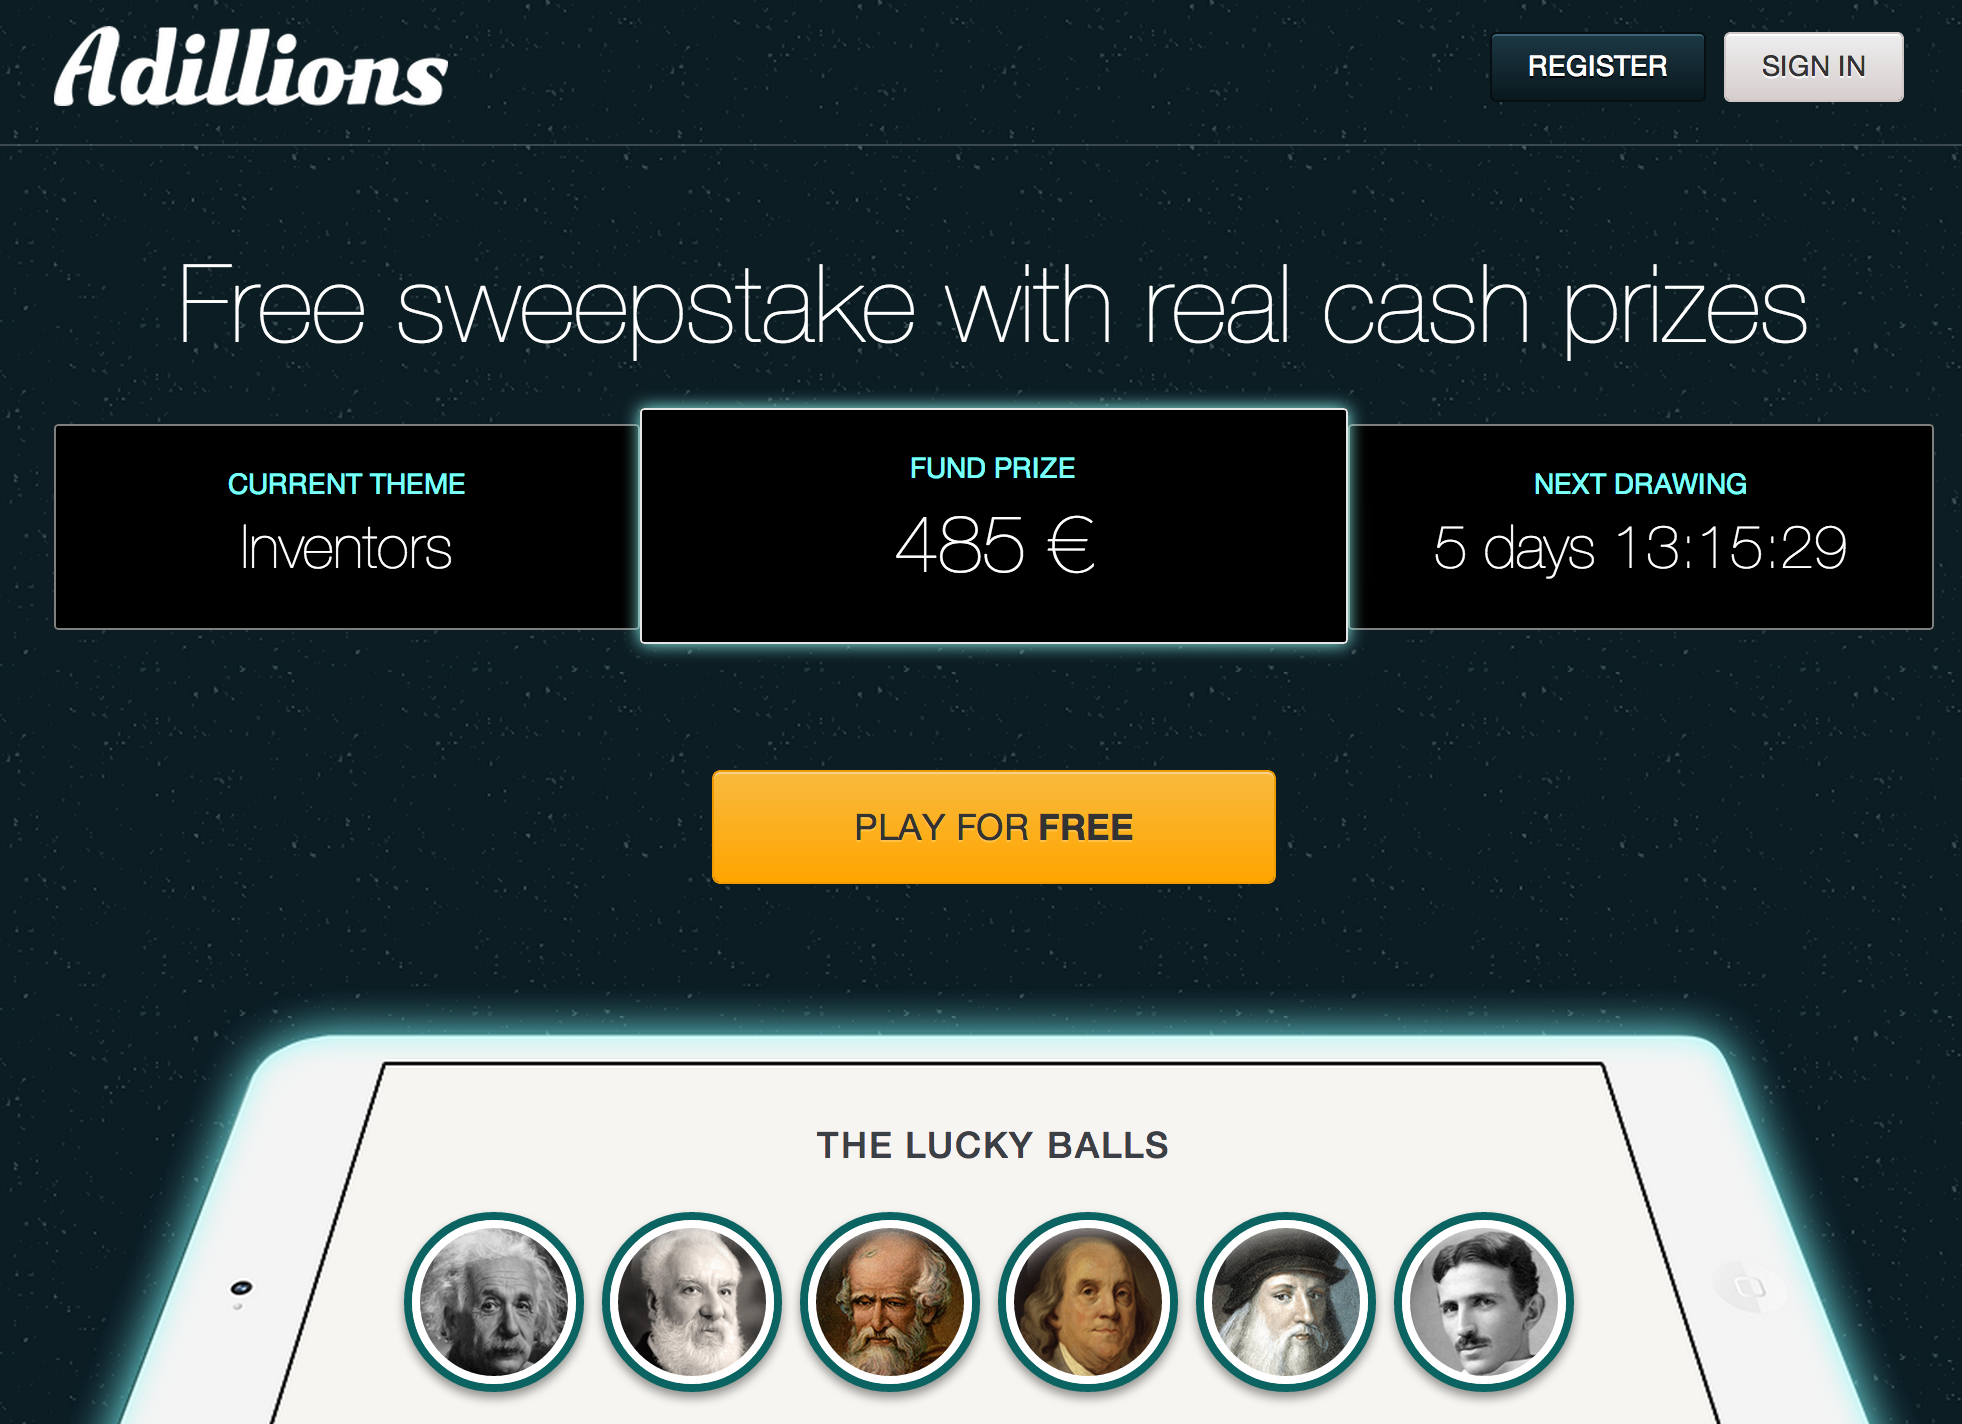 Adillions
REGISTER
SIGN IN
Free sweepstake with real cash prizes
CURRENT THEME
Inventors
FUND PRIZE
485 €
NEXT DRAWING
5 days 13:15:29
PLAY FOR FREE
THE LUCKY BALLS